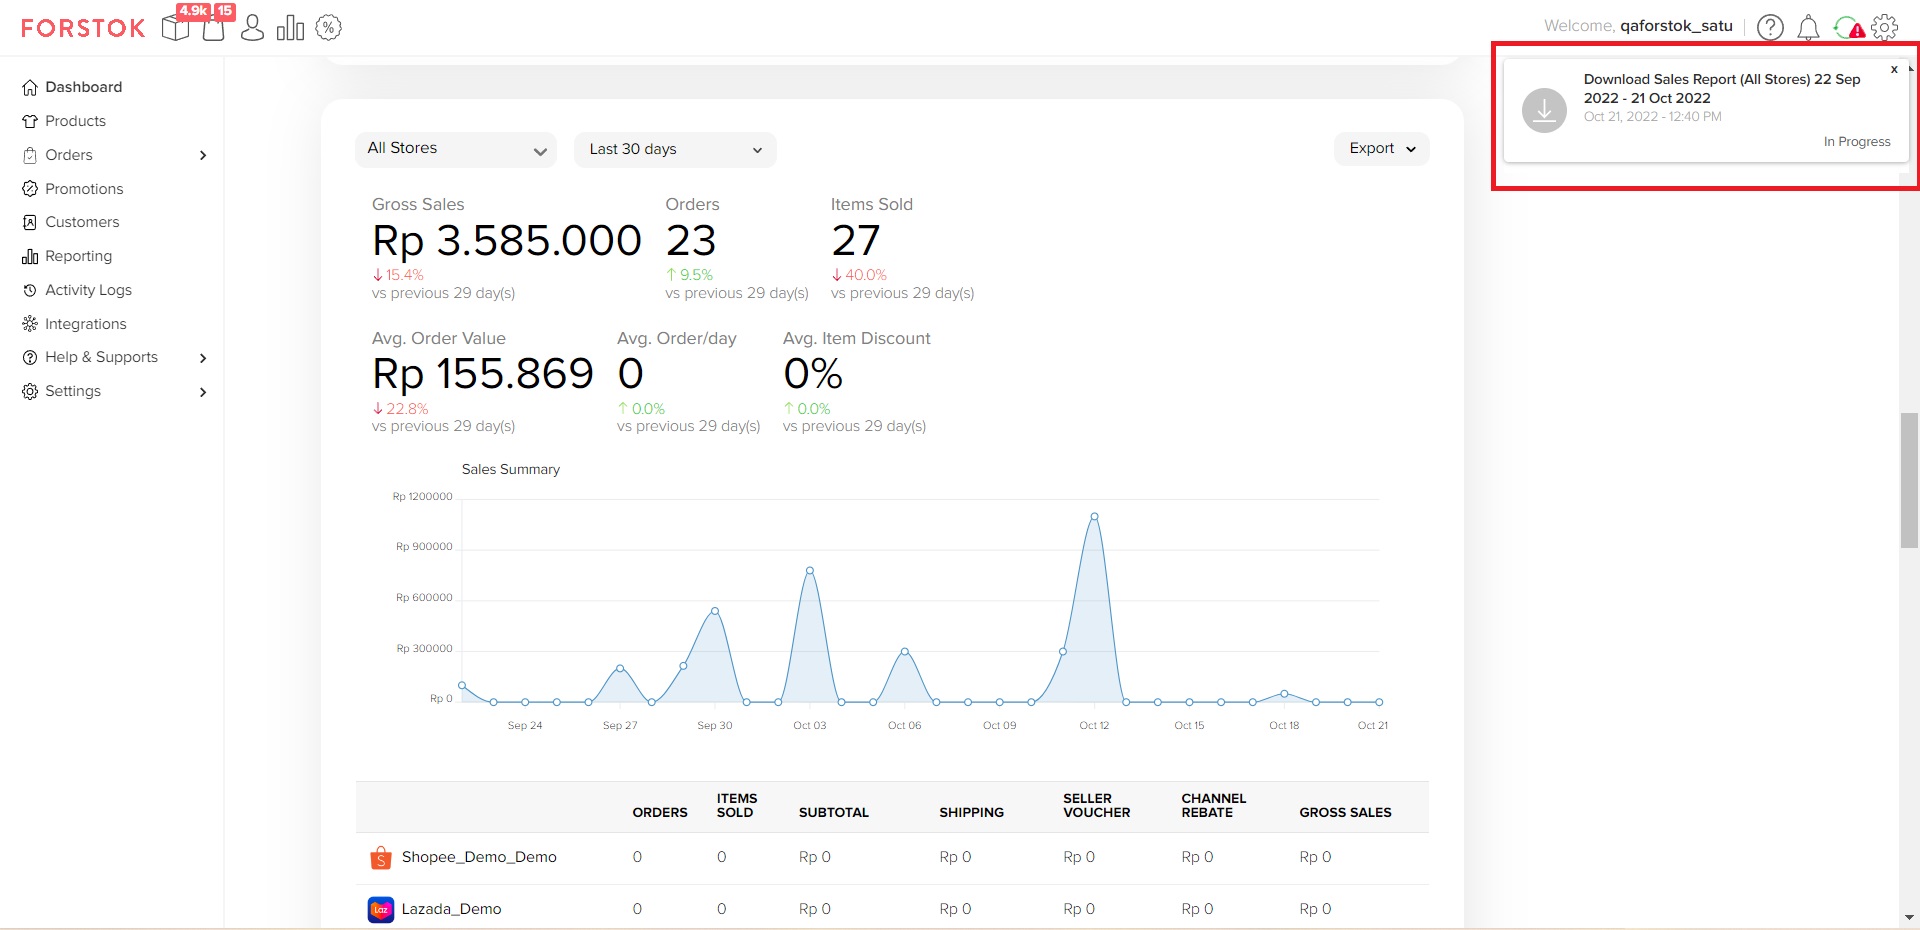 FORSTOK
4.9k
15
%
Welcome, qaforstok_satu
Dashboard
Products
Orders
Promotions
Customers
Reporting
Activity Logs
Integrations
Help & Supports
Settings
All Stores
Last 30 days
Export
Download Sales Report (All Stores) 22 Sep
2022 - 21 Oct 2022
Oct 21, 2022 - 12:40 PM
In Progress
x
Gross Sales
Rp 3.585.000
↓ 15.4%
vs previous 29 day(s)
Orders
23
↑ 9.5%
vs previous 29 day(s)
Items Sold
27
↓ 40.0%
vs previous 29 day(s)
Avg. Order Value
Rp 155.869
↓ 22.8%
vs previous 29 day(s)
Avg. Order/day
0
↑ 0.0%
vs previous 29 day(s)
Avg. Item Discount
0%
↑ 0.0%
vs previous 29 day(s)
Sales Summary
Rp 1200000
Rp 900000
Rp 600000
Rp 300000
Rp 0
Sep 24 Sep 27 Sep 30 Oct 03 Oct 06 Oct 09 Oct 12 Oct 15 Oct 18 Oct 21
ORDERS ITEMS SOLD SUBTOTAL SHIPPING SELLER VOUCHER CHANNEL REBATE GROSS SALES
S Shopee_Demo_Demo 0 0 Rp 0 Rp 0 Rp 0 Rp 0 Rp 0
Laz Lazada_Demo 0 0 Rp 0 Rp 0 Rp 0 Rp 0 Rp 0